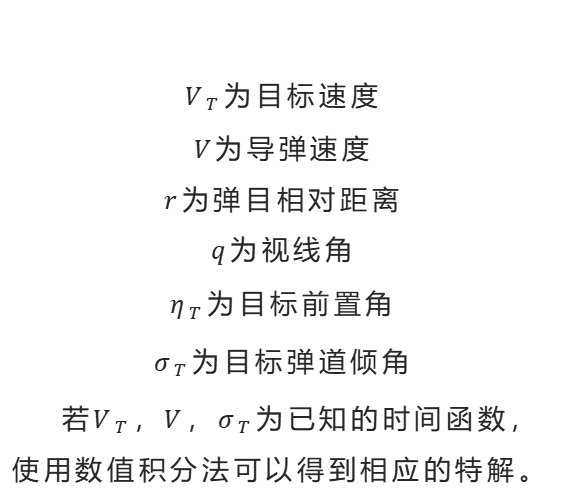 V_T为目标速度
V为导弹速度
r为弹目相对距离
q为视线角
η_T为目标前置角
σ_T为目标弹道倾角
若V_T，V，σ_T为已知的时间函数，
使用数值积分法可以得到相应的特解。